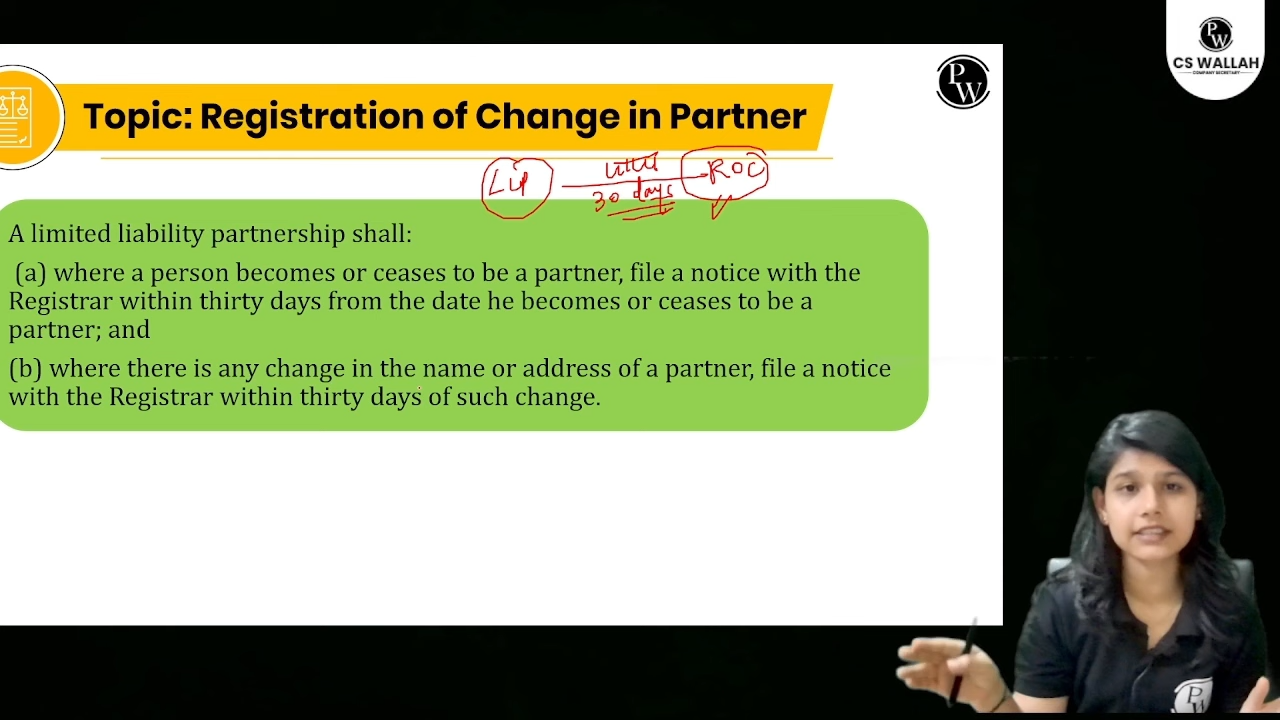 P
W
CS WALLAH
COMPANY SECRETARY
P
W
Topic: Registration of Change in Partner
30 days
ROC
A limited liability partnership shall:
(a) where a person becomes or ceases to be a partner, file a notice with the
Registrar within thirty days from the date he becomes or ceases to be a
partner; and
(b) where there is any change in the name or address of a partner, file a notice
with the Registrar within thirty days of such change.
P
W